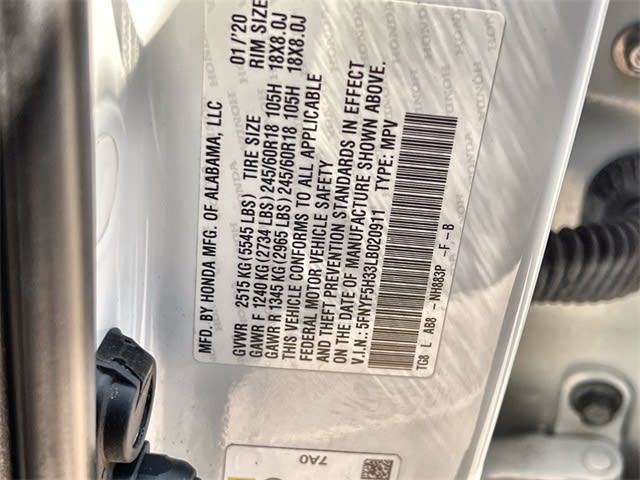 MFD. BY HONDA MFG. OF ALABAMA, LLC 01/20
GVWR 2515 KG (5545 LBS) TIRE SIZE RIM SIZE
GAWR F 1240 KG (2734 LBS) 245/60R18 105H 18X8.0J
GAWR R 1345 KG (2965 LBS) 245/60R18 105H 18X8.0J
THIS VEHICLE CONFORMS TO ALL APPLICABLE
FEDERAL MOTOR VEHICLE SAFETY
AND THEFT PREVENTION STANDARDS IN EFFECT
ON THE DATE OF MANUFACTURE SHOWN ABOVE.
V.I.N.: 5FNYF5H33LB020911 TYPE: MPV
TG8 L AB8 -NH883P -F -B
7A0